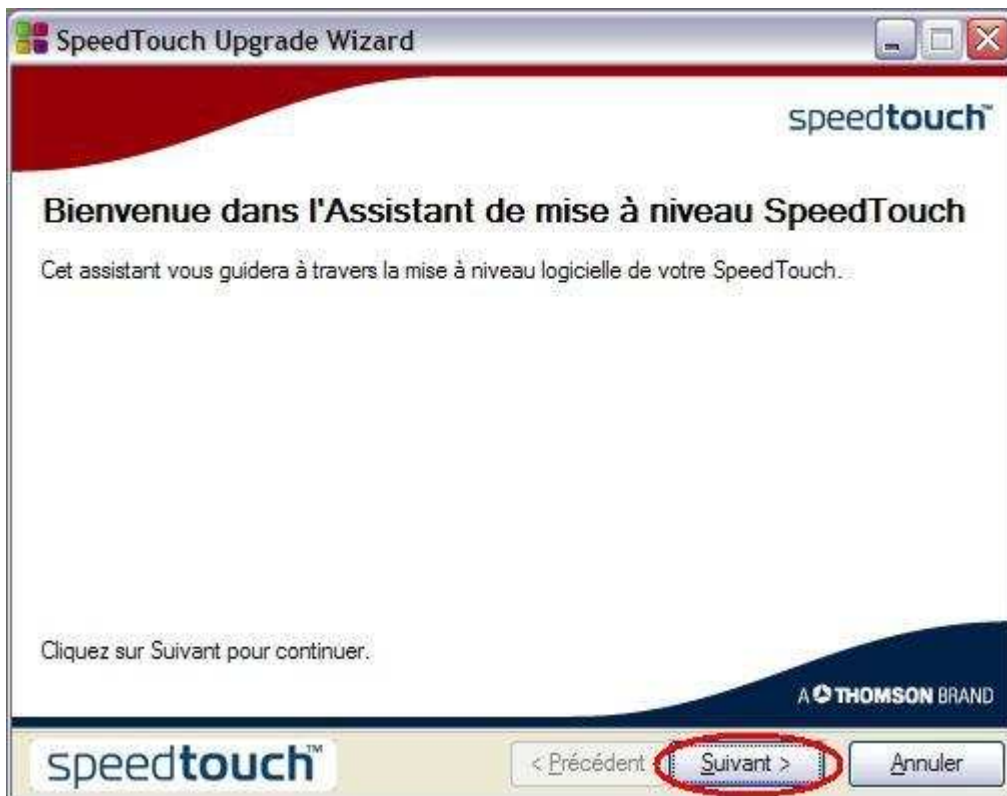 SpeedTouch Upgrade Wizard
speedtouch™
Bienvenue dans l'Assistant de mise à niveau SpeedTouch
Cet assistant vous guidera à travers la mise à niveau logicielle de votre SpeedTouch.
Cliquez sur Suivant pour continuer.
A THOMSON BRAND
speedtouch™
< Précédent
Suivant >
Annuler